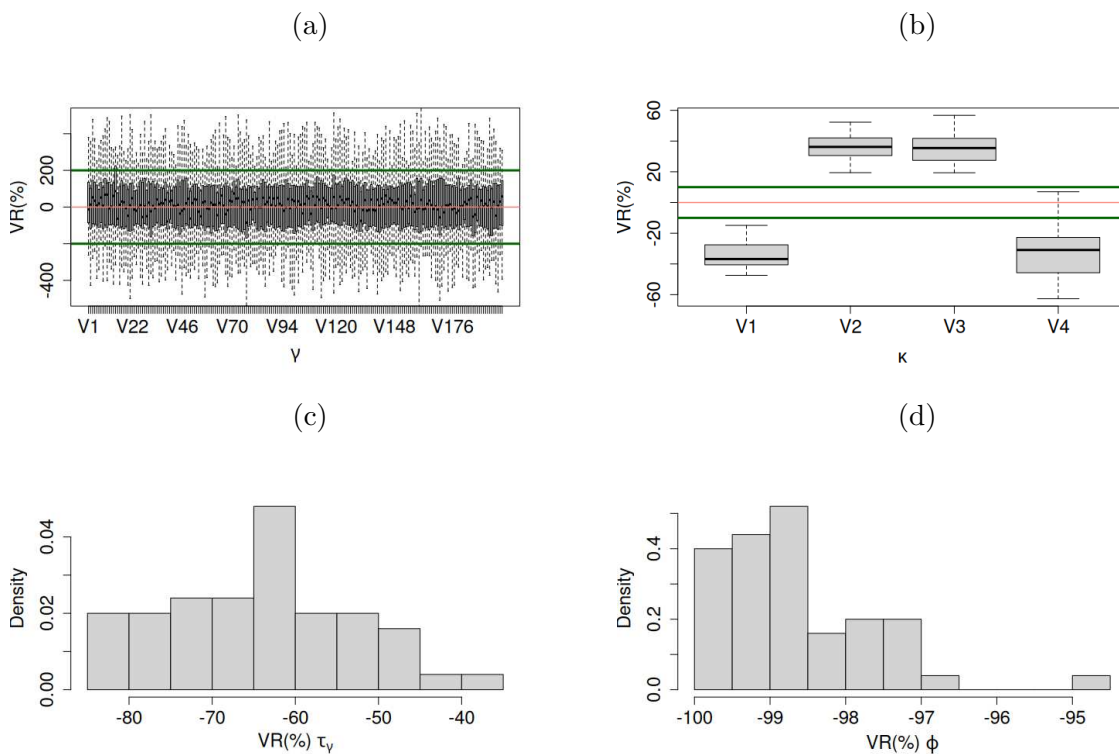 (a)
VR(%)
200
0
-400
V1 V22 V46 V70 V94 V120 V148 V176
γ
(b)
VR(%)
60
20
-20
-60
V1 V2 V3 V4
κ
(c)
Density
0.04
0.02
0.00
-80 -70 -60 -50 -40
VR(%) τγ
(d)
Density
0.4
0.2
0.0
-100 -99 -98 -97 -96 -95
VR(%) ϕ